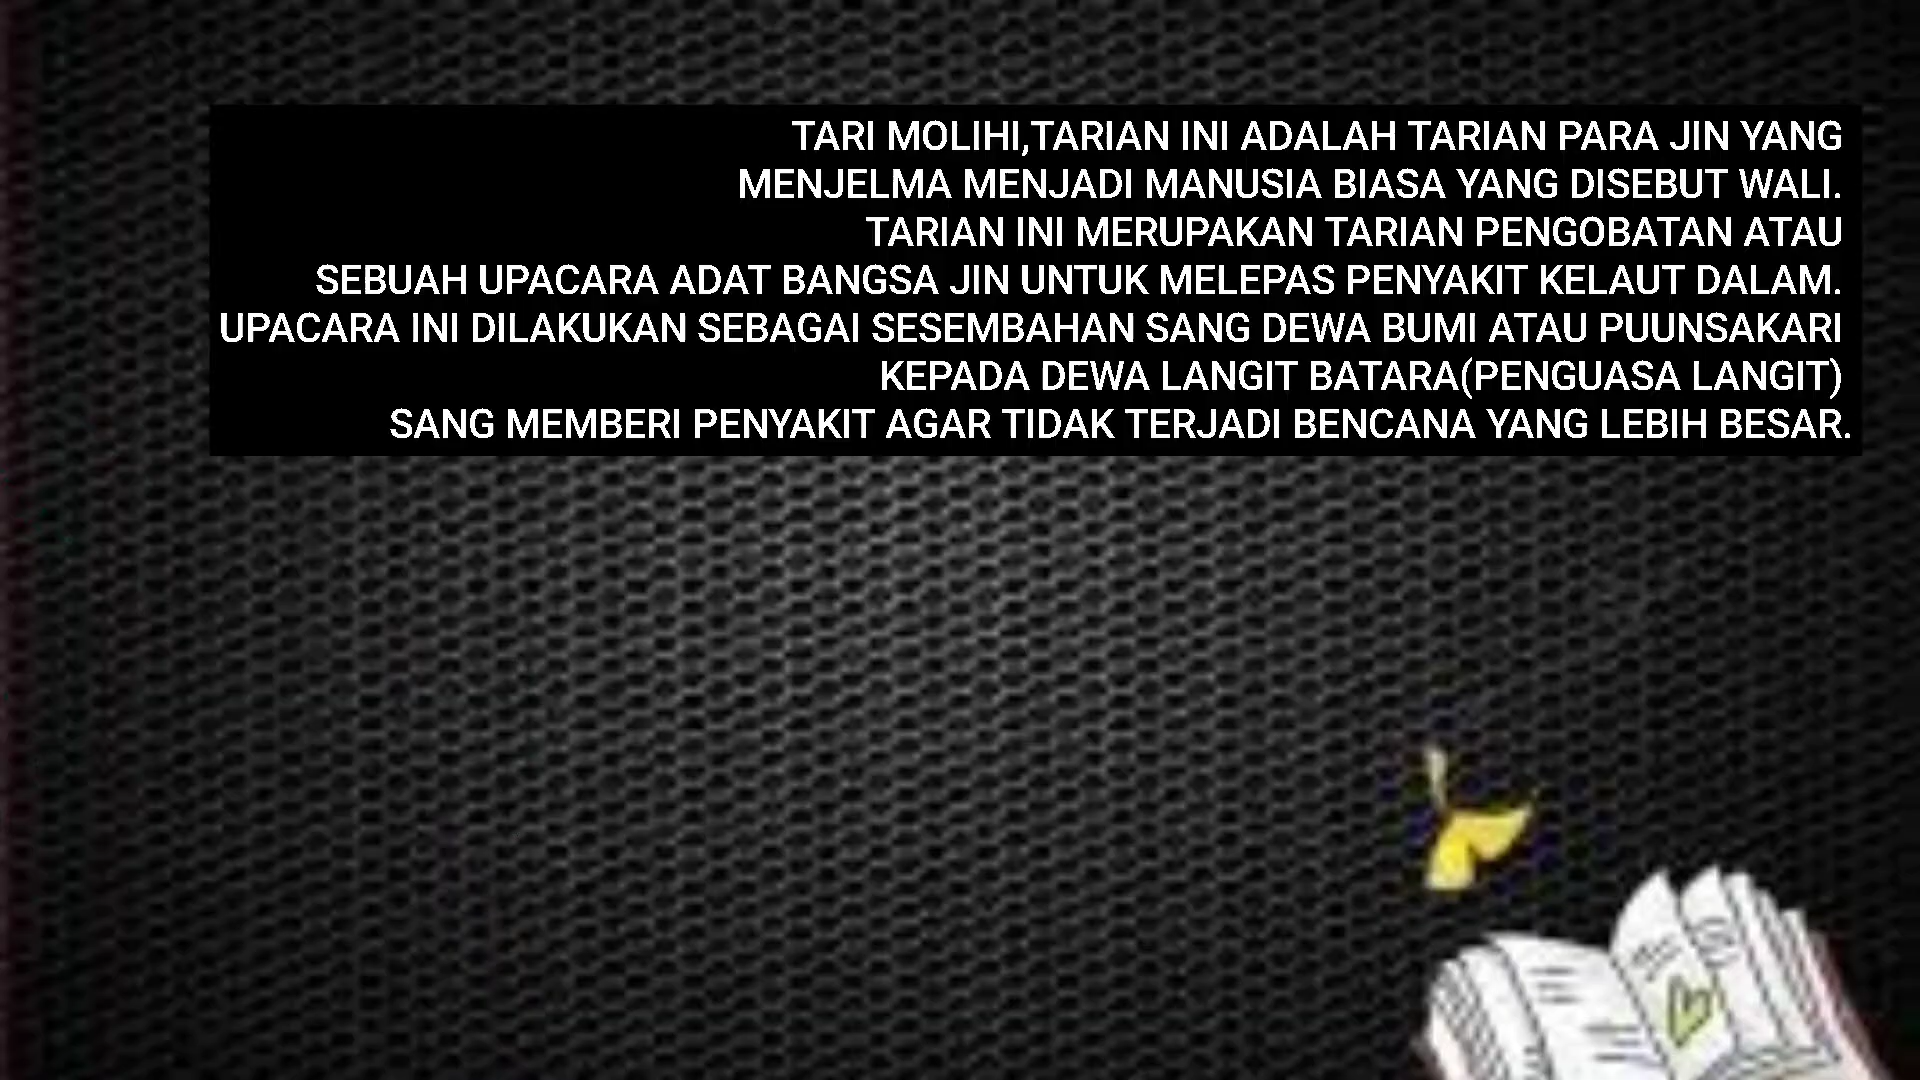 TARI MOLIHI,TARIAN INI ADALAH TARIAN PARA JIN YANG
MENJELMA MENJADI MANUSIA BIASA YANG DISEBUT WALI.
TARIAN INI MERUPAKAN TARIAN PENGOBATAN ATAU
SEBUAH UPACARA ADAT BANGSA JIN UNTUK MELEPAS PENYAKIT KELAUT DALAM.
UPACARA INI DILAKUKAN SEBAGAI SESEMBAHAN SANG DEWA BUMI ATAU PUUNSAKARI
KEPADA DEWA LANGIT BATARA(PENGUASA LANGIT)
SANG MEMBERI PENYAKIT AGAR TIDAK TERJADI BENCANA YANG LEBIH BESAR.